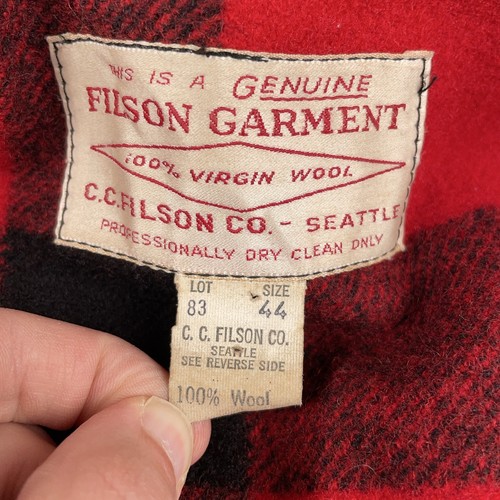 THIS IS A GENUINE
FILSON GARMENT
100% VIRGIN WOOL
C.C.FILSON CO. - SEATTLE
PROFESSIONALLY DRY CLEAN ONLY
LOT SIZE
83 44
C. C. FILSON CO.
SEATTLE
SEE REVERSE SIDE
100% Wool